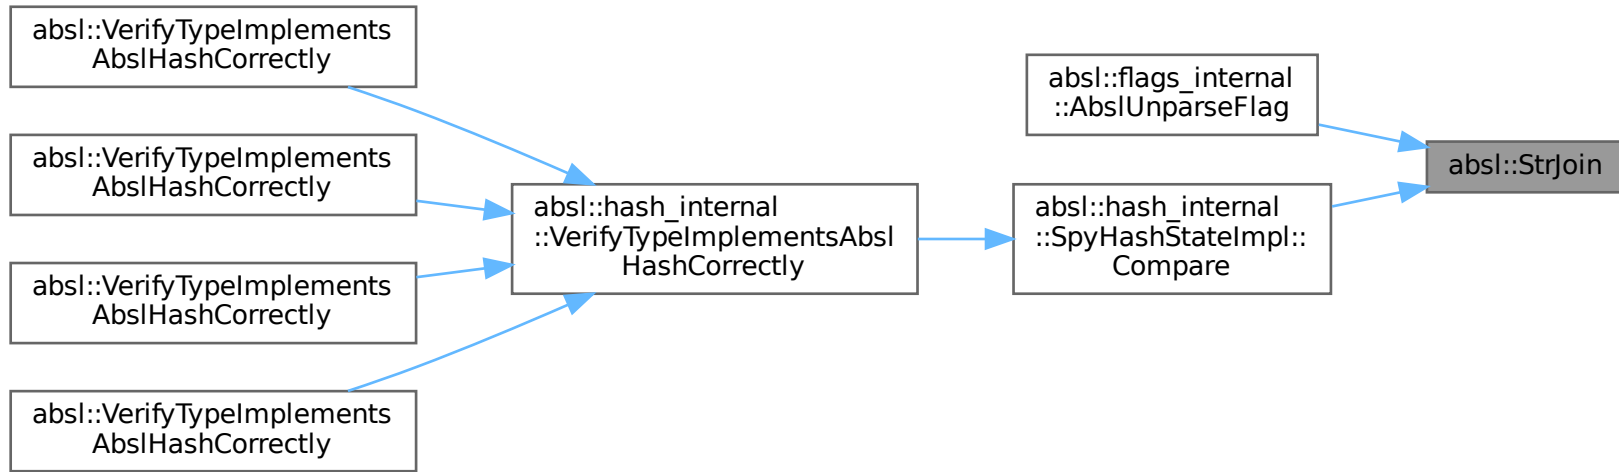 absl::VerifyTypeImplements
AbslHashCorrectly
absl::VerifyTypeImplements
AbslHashCorrectly
absl::VerifyTypeImplements
AbslHashCorrectly
absl::VerifyTypeImplements
AbslHashCorrectly
absl::hash_internal
::VerifyTypeImplementsAbsl
HashCorrectly
absl::flags_internal
::AbslUnparseFlag
absl::hash_internal
::SpyHashStateImpl::
Compare
absl::StrJoin